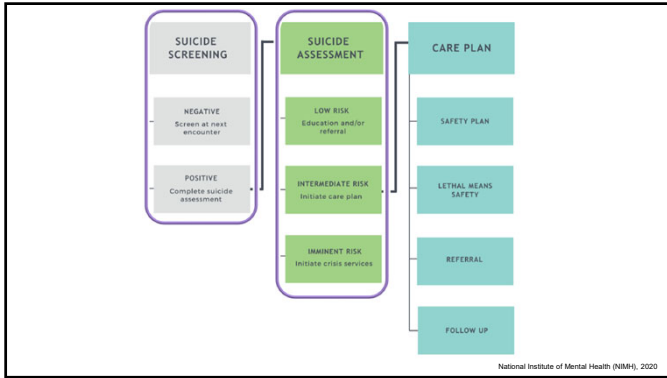 SUICIDE
SCREENING
NEGATIVE
Screen at next
encounter
POSITIVE
Complete suicide
assessment
SUICIDE
ASSESSMENT
LOW RISK
Education and/or
referral
INTERMEDIATE RISK
Initiate care plan
IMMINENT RISK
Initiate crisis services
CARE PLAN
SAFETY PLAN
LETHAL MEANS
SAFETY
REFERRAL
FOLLOW UP
National Institute of Mental Health (NIMH), 2020